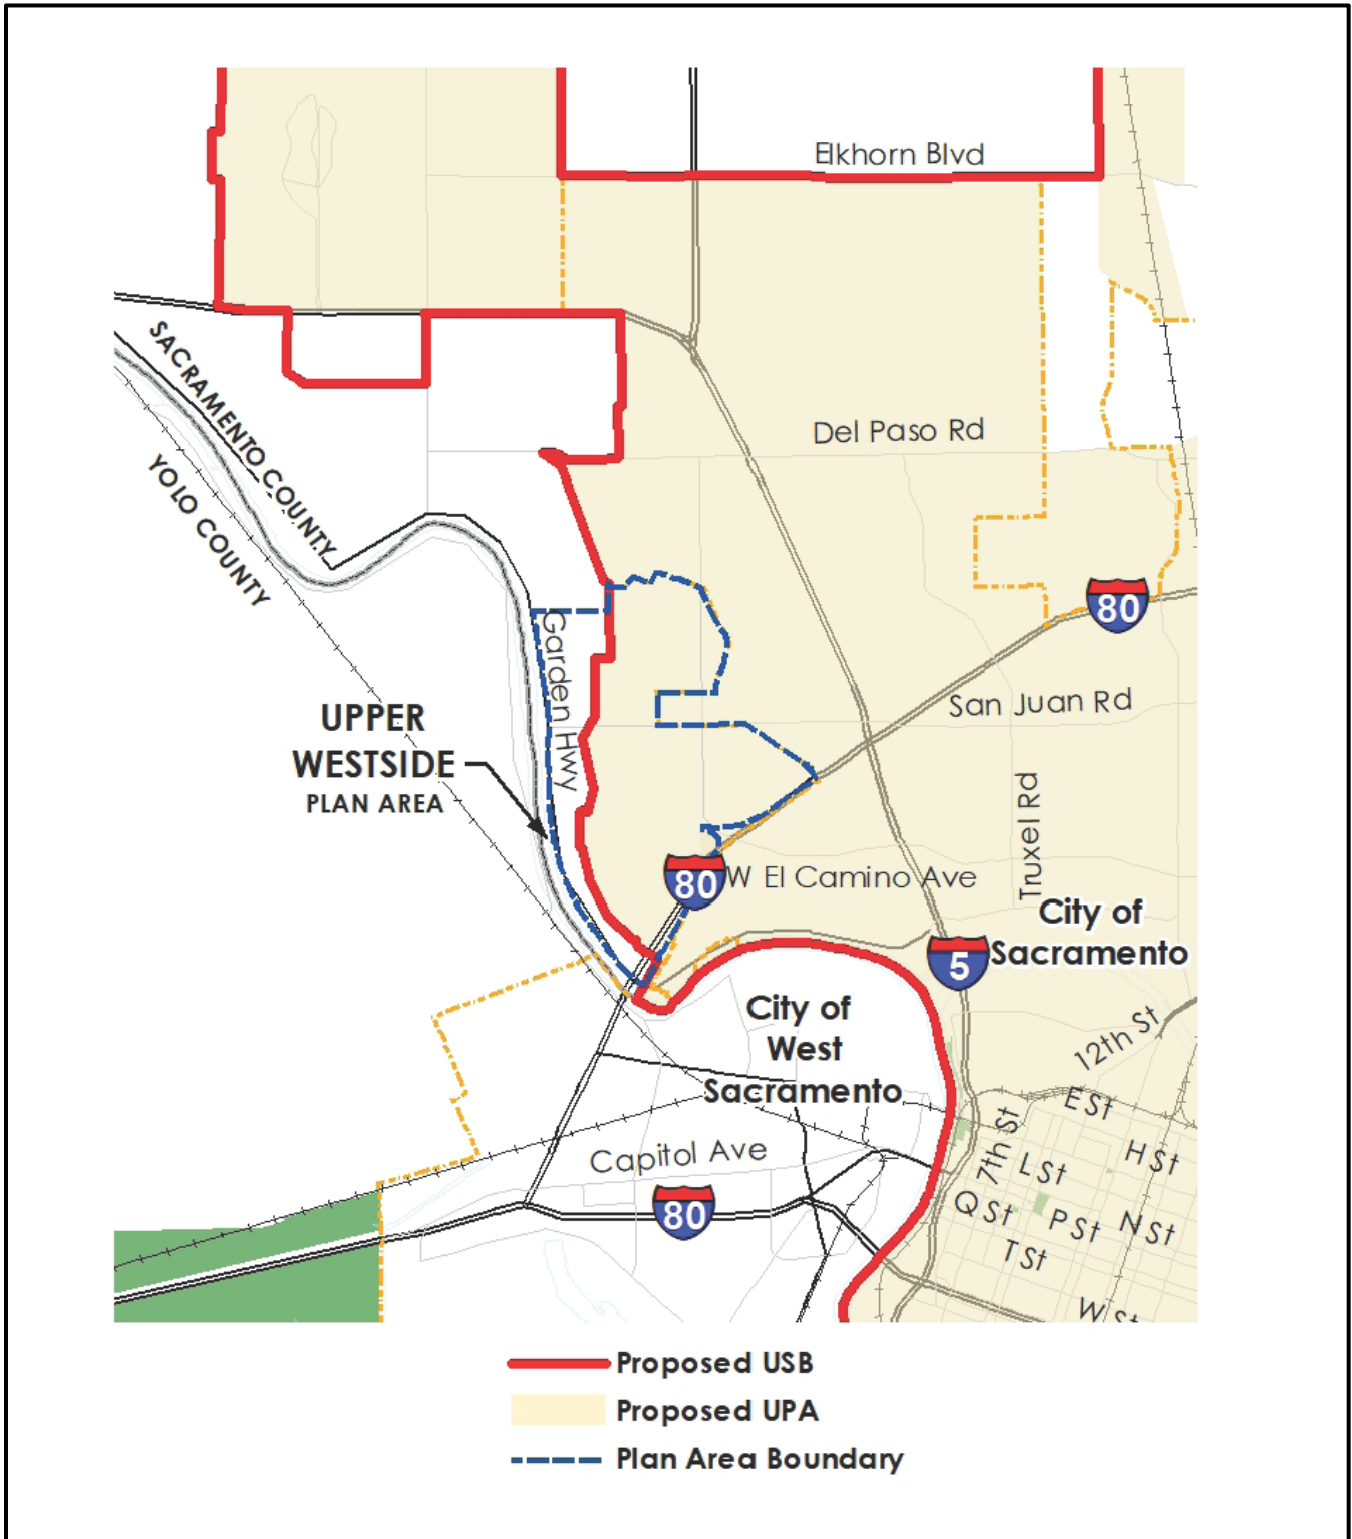 Elkhorn Blvd
SACRAMENTO COUNTY
YOLO COUNTY
Del Paso Rd
80
Garden Hwy
San Juan Rd
UPPER
WESTSIDE
PLAN AREA
Truxel Rd
80
W El Camino Ave
City of
Sacramento
5
City of
West
Sacramento
12th St
E St
7th St
H St
L St
Capitol Ave
Q St
P St
N St
80
T St
W St
Proposed USB
Proposed UPA
Plan Area Boundary